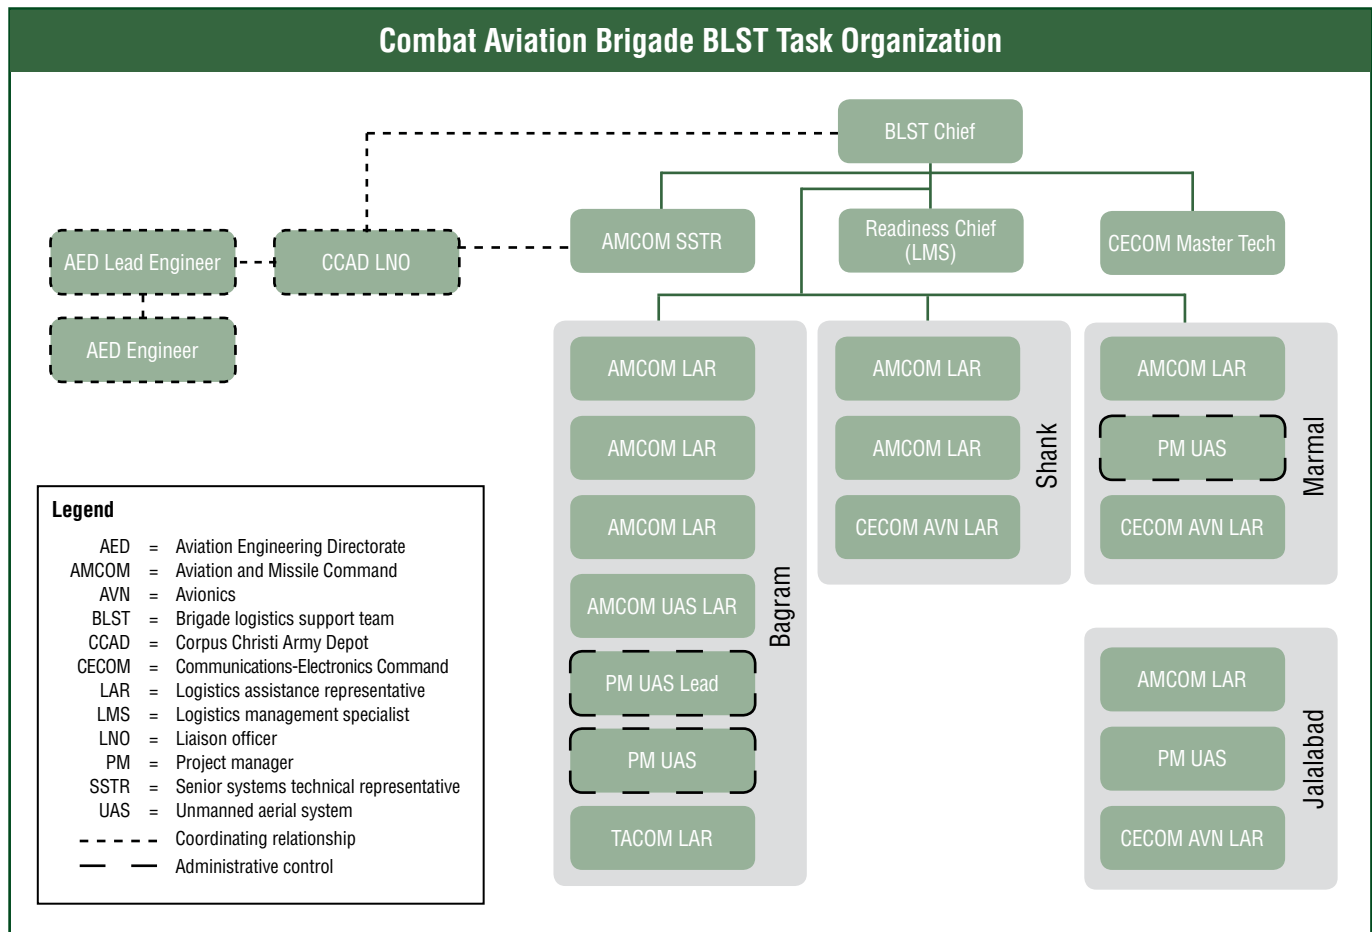 Combat Aviation Brigade BLST Task Organization
BLST Chief
AMCOM SSTR
Readiness Chief
(LMS)
CECOM Master Tech
AED Lead Engineer
CCAD LNO
AED Engineer
AMCOM LAR
AMCOM LAR
AMCOM LAR
AMCOM UAS LAR
PM UAS Lead
PM UAS
TACOM LAR
Bagram
AMCOM LAR
AMCOM LAR
CECOM AVN LAR
Shank
AMCOM LAR
PM UAS
CECOM AVN LAR
Marmal
AMCOM LAR
PM UAS
CECOM AVN LAR
Jalalabad
Legend
AED = Aviation Engineering Directorate
AMCOM = Aviation and Missile Command
AVN = Avionics
BLST = Brigade logistics support team
CCAD = Corpus Christi Army Depot
CECOM = Communications-Electronics Command
LAR = Logistics assistance representative
LMS = Logistics management specialist
LNO = Liaison officer
PM = Project manager
SSTR = Senior systems technical representative
UAS = Unmanned aerial system
Coordinating relationship
Administrative control